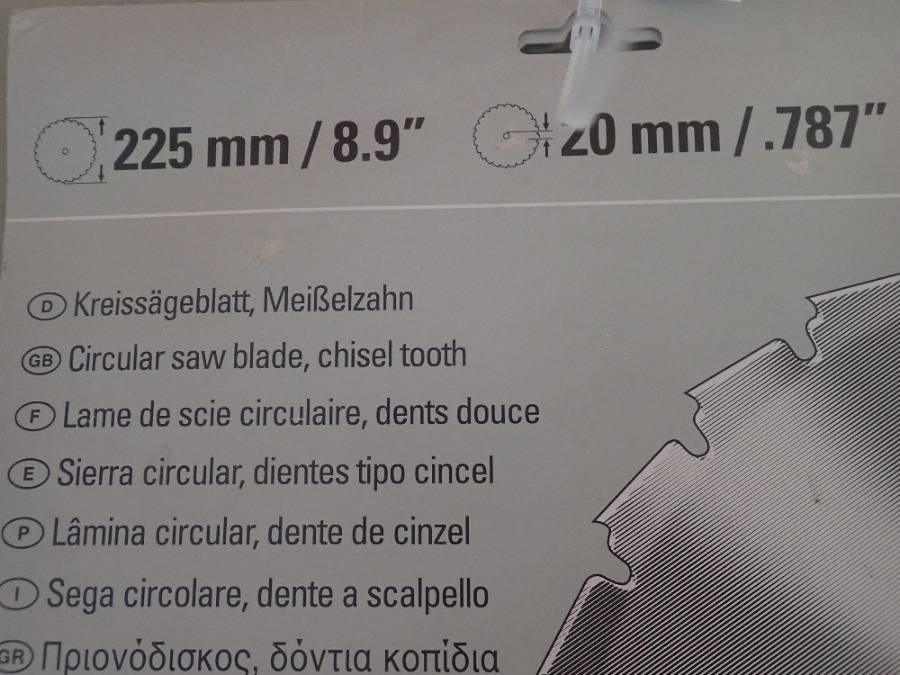 225 mm / 8.9" 20 mm / .787"
D Kreissägeblatt, Meißelzahn
GB Circular saw blade, chisel tooth
F Lame de scie circulaire, dents douce
E Sierra circular, dientes tipo cincel
P Lâmina circular, dente de cinzel
I Sega circolare, dente a scalpello
GR Πριονόδισκος, δόντια κοπίδια